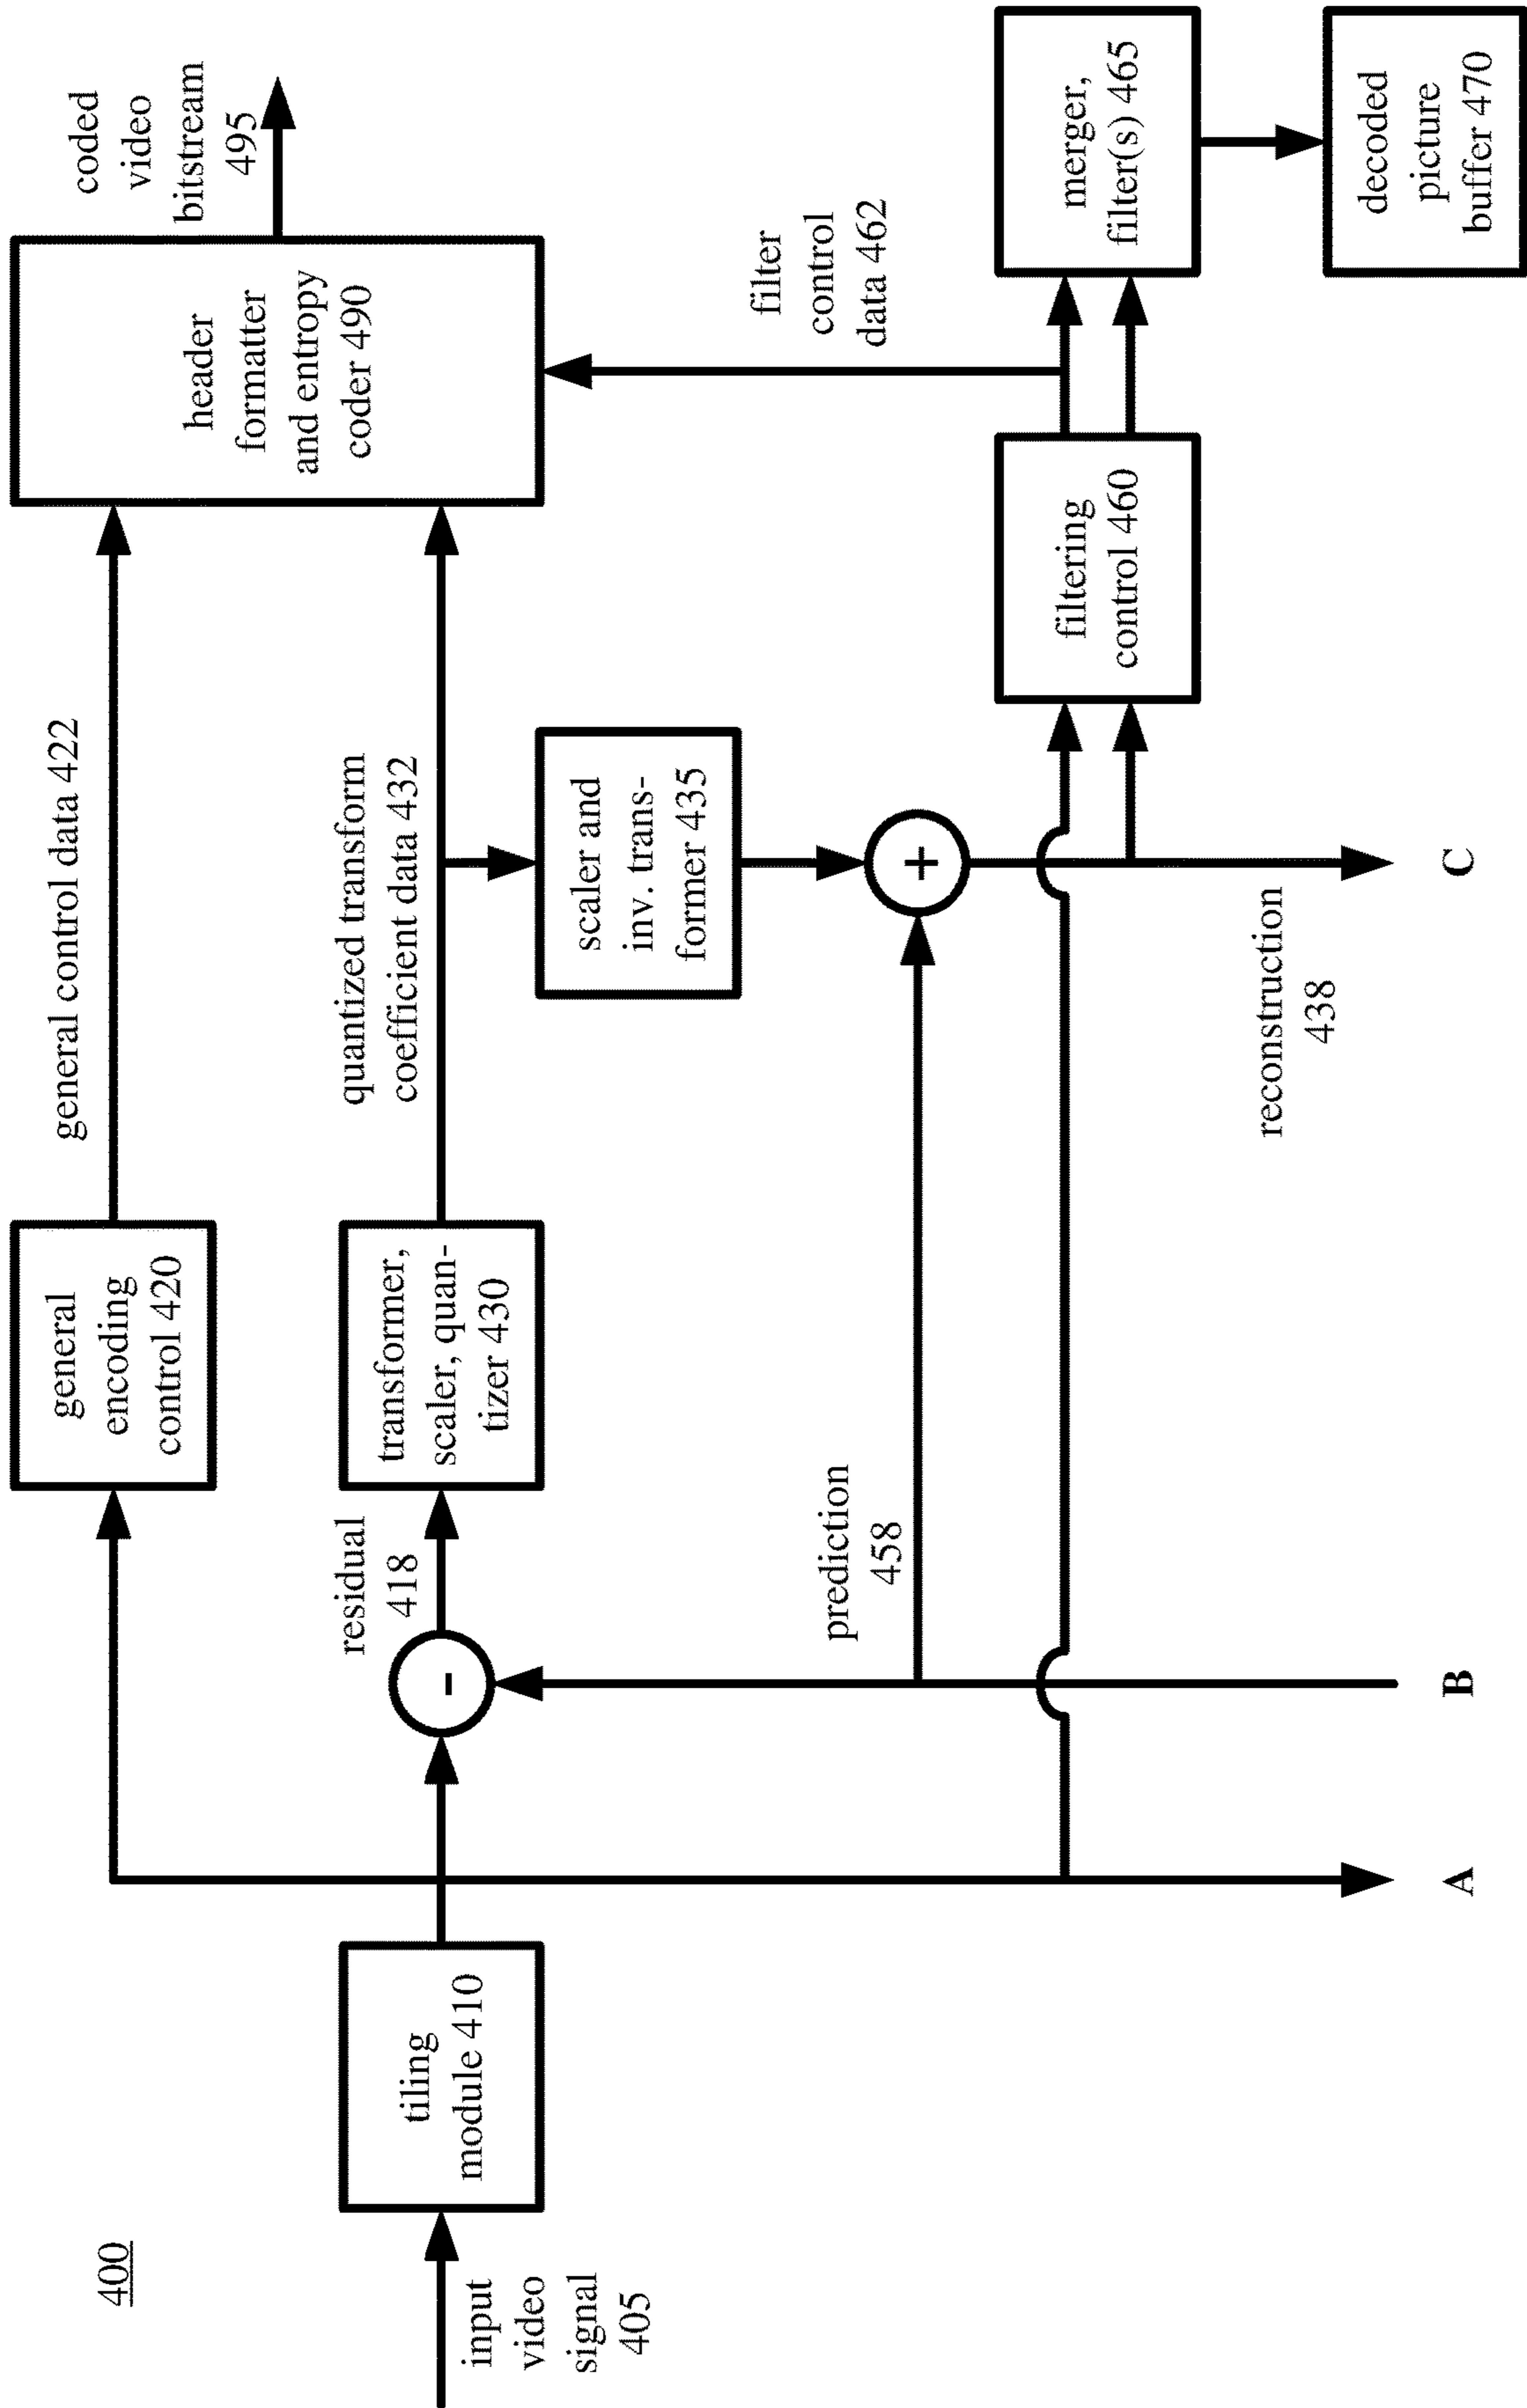 400
input
video
signal
405
tiling
module 410
general
encoding
control 420
general control data 422
residual
418
transformer,
scaler, quan-
tizer 430
quantized transform
coefficient data 432
header
formatter
and entropy
coder 490
coded
video
bitstream
495
scaler and
inv. trans-
former 435
-
+
prediction
458
filter
control
data 462
filtering
control 460
merger,
filter(s) 465
decoded
picture
buffer 470
reconstruction
438
A
B
C